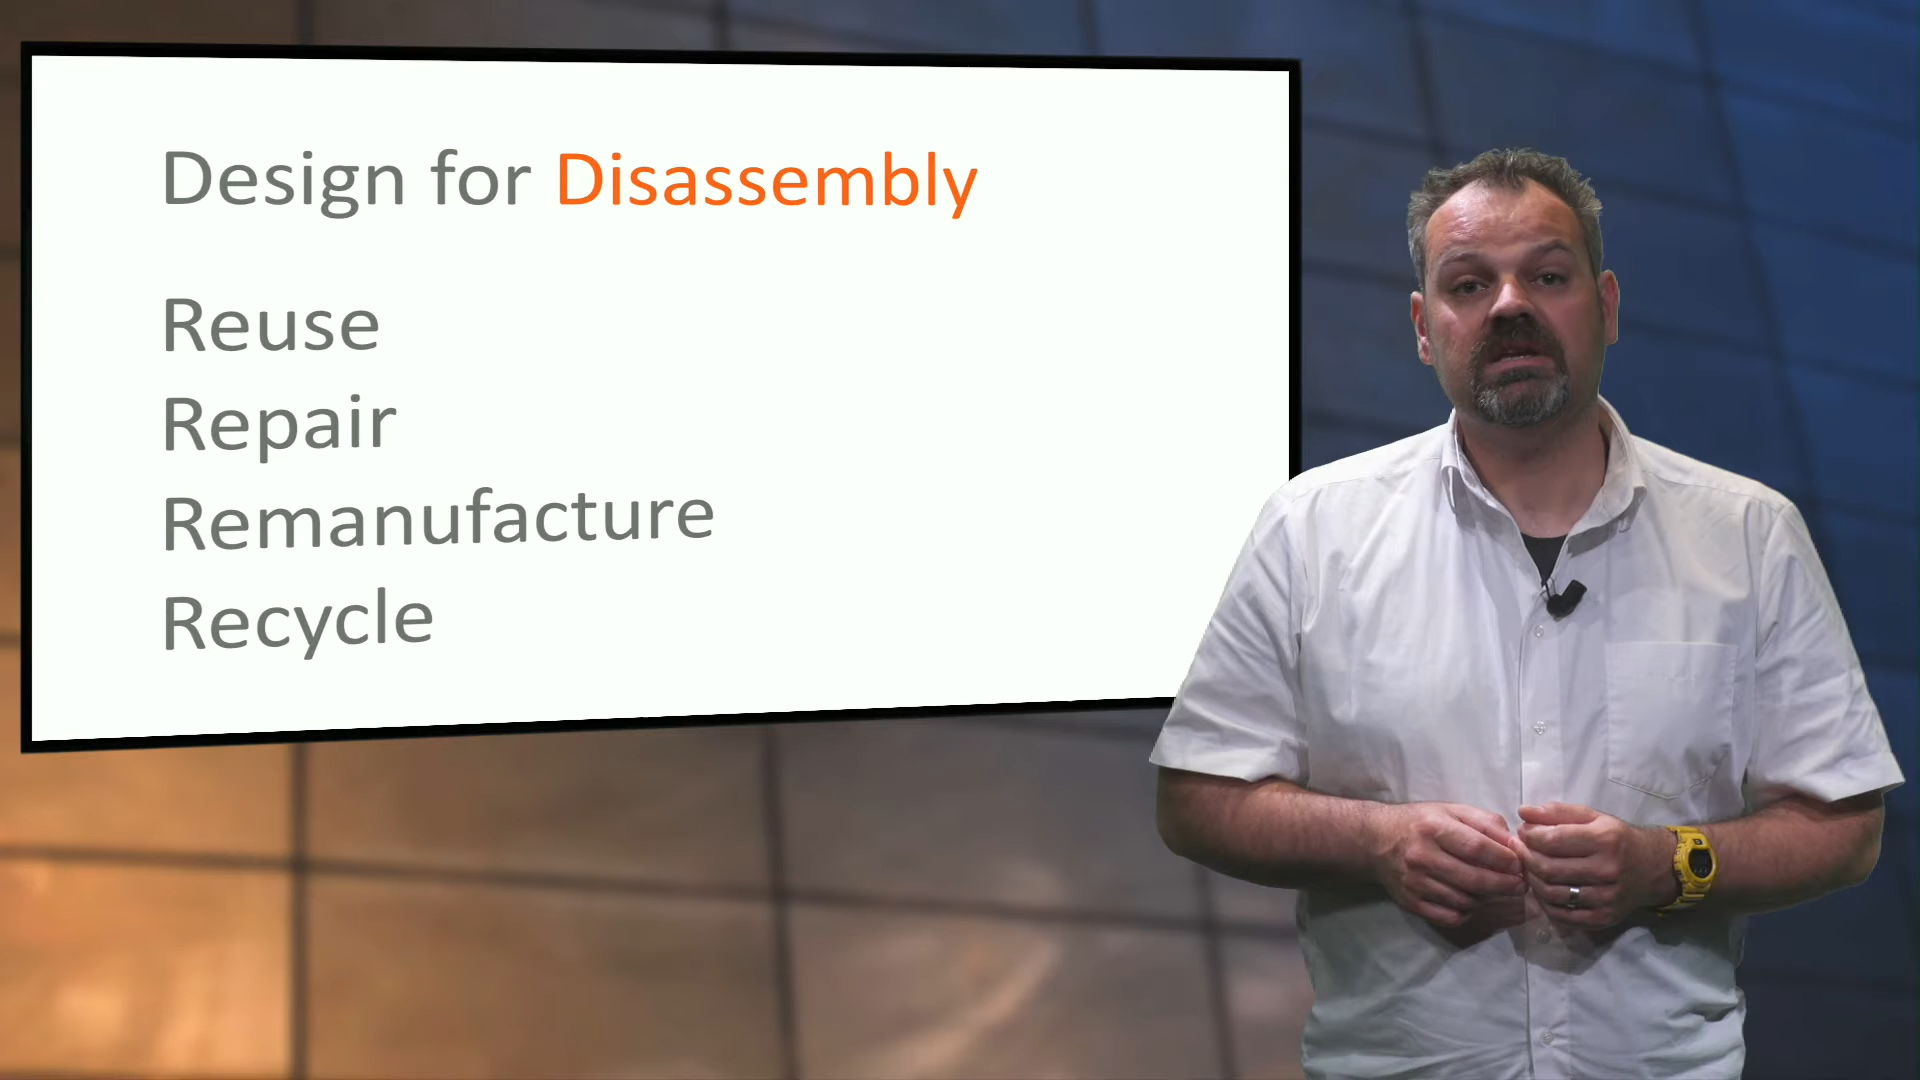 Design for Disassembly
Reuse
Repair
Remanufacture
Recycle